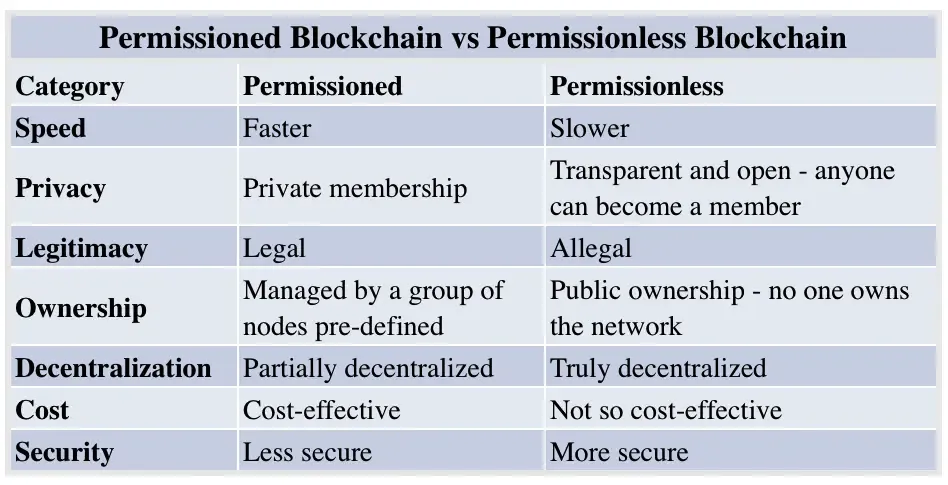 Permissioned Blockchain vs Permissionless Blockchain
Category Permissioned Permissionless
Speed Faster Slower
Privacy Private membership Transparent and open - anyone
can become a member
Legitimacy Legal Allegal
Ownership Managed by a group of Public ownership - no one owns
nodes pre-defined the network
Decentralization Partially decentralized Truly decentralized
Cost Cost-effective Not so cost-effective
Security Less secure More secure